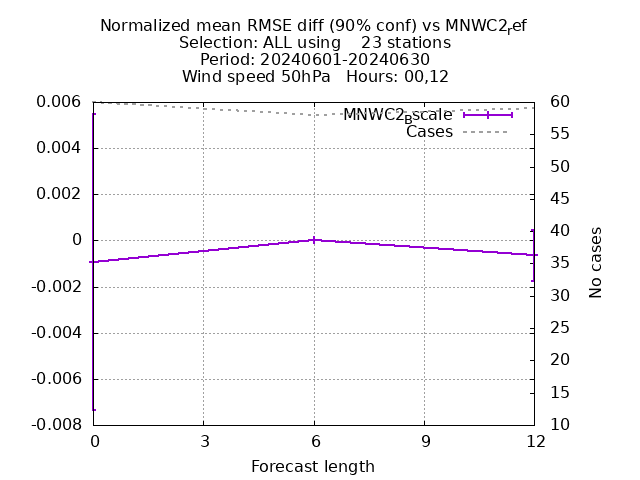 Normalized mean RMSE diff (90% conf) vs MNWC2_ref
Selection: ALL using    23 stations
Period: 20240601-20240630
Wind speed 50hPa   Hours: 00,12
MNWC2_Bscale
Cases
0.006
0.004
0.002
0
-0.002
-0.004
-0.006
-0.008
60
55
50
45
40
35
30
25
20
15
10
No cases
0 3 6 9 12
Forecast length